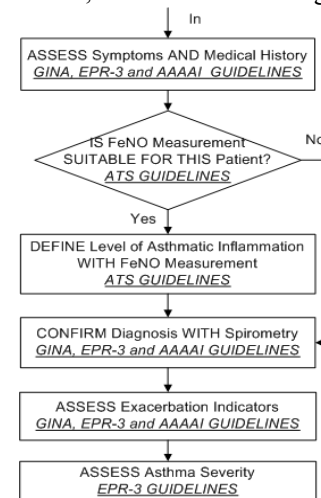 In
ASSESS Symptoms AND Medical History
GINA, EPR-3 and AAAAI GUIDELINES
IS FeNO Measurement
SUITABLE FOR THIS Patient?
ATS GUIDELINES
No
Yes
DEFINE Level of Asthmatic Inflammation
WITH FeNO Measurement
ATS GUIDELINES
CONFIRM Diagnosis WITH Spirometry
GINA, EPR-3 and AAAAI GUIDELINES
ASSESS Exacerbation Indicators
GINA, EPR-3 and AAAAI GUIDELINES
ASSESS Asthma Severity
EPR-3 GUIDELINES